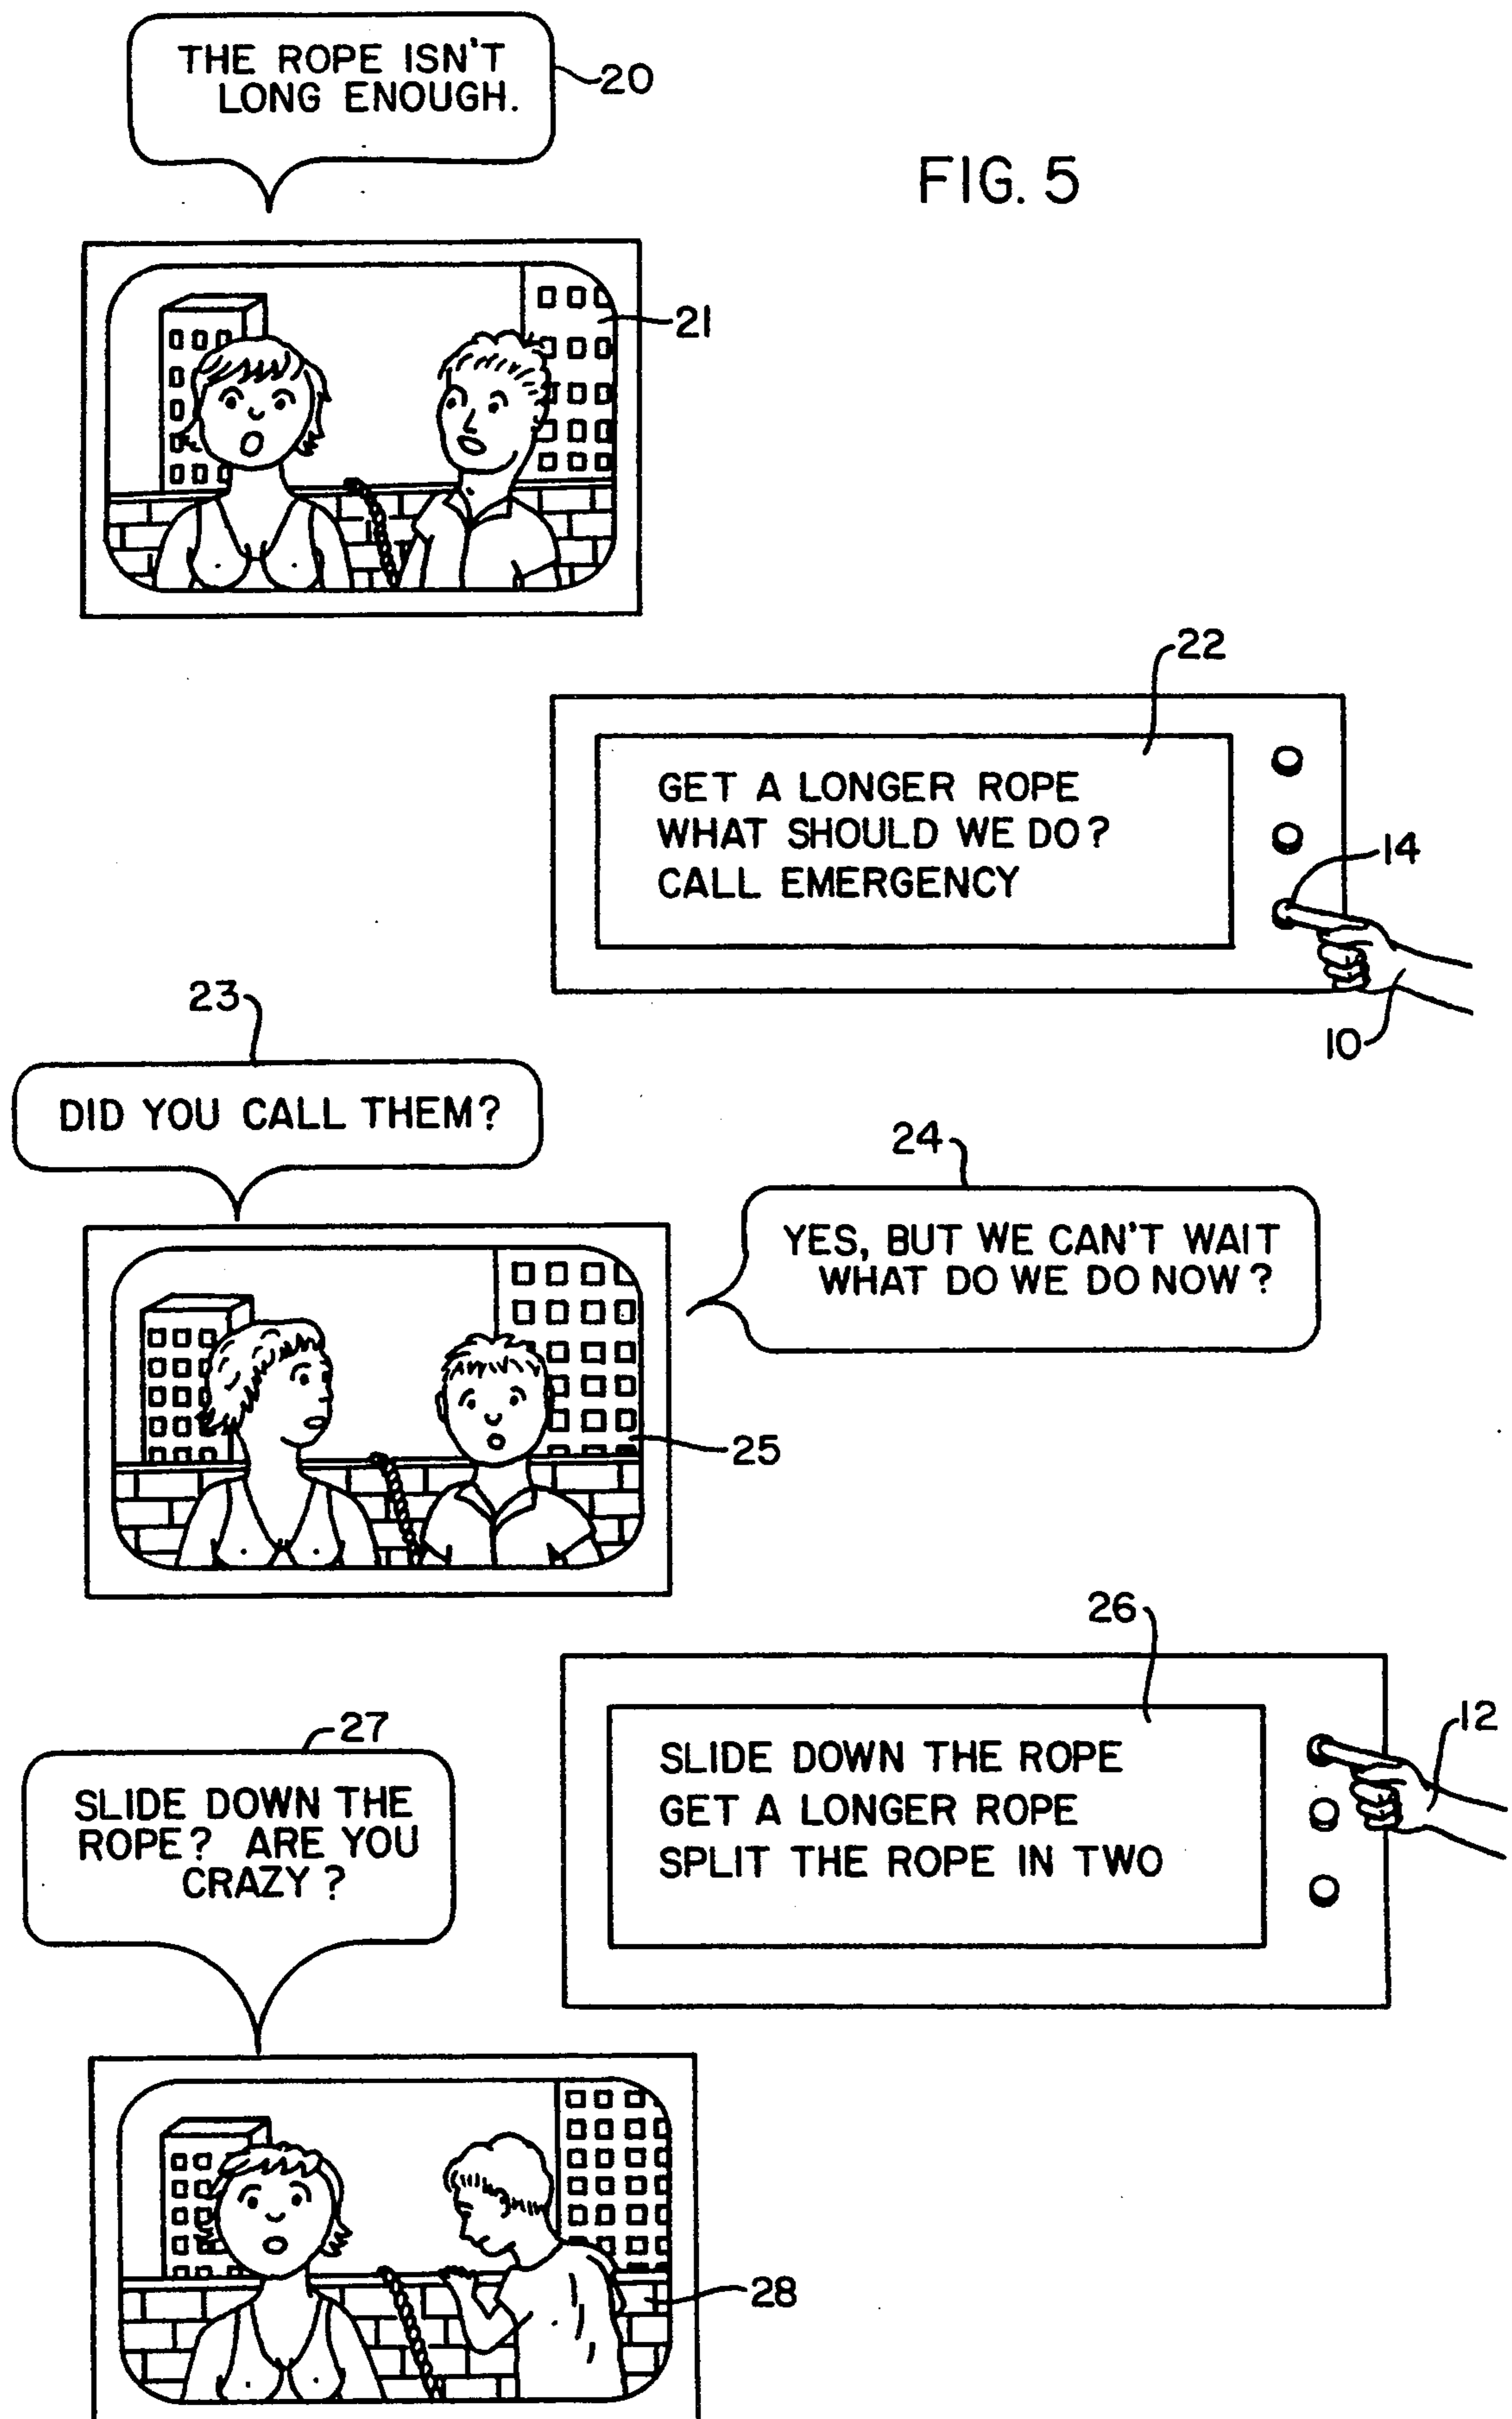 THE ROPE ISN'T
LONG ENOUGH.
20
FIG. 5
21
22
GET A LONGER ROPE
WHAT SHOULD WE DO?
CALL EMERGENCY
14
10
23
DID YOU CALL THEM?
24
YES, BUT WE CAN'T WAIT
WHAT DO WE DO NOW?
25
26
SLIDE DOWN THE ROPE
GET A LONGER ROPE
SPLIT THE ROPE IN TWO
12
27
SLIDE DOWN THE
ROPE? ARE YOU
CRAZY?
28